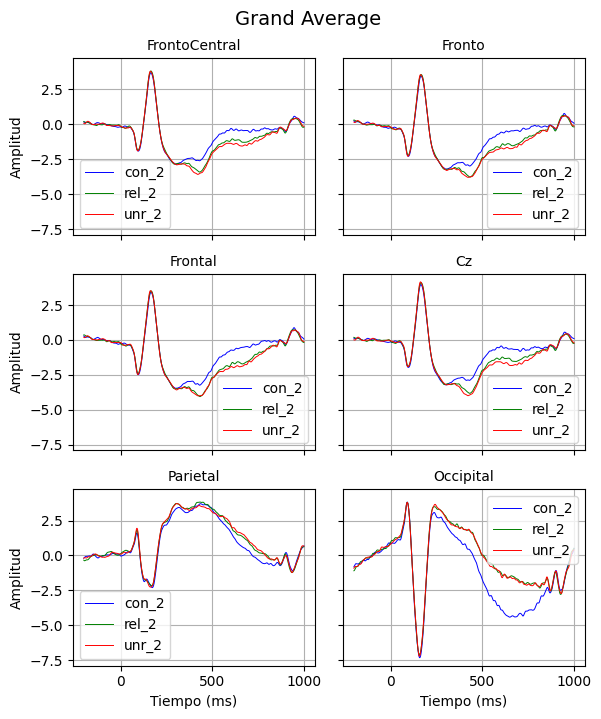 Grand Average
FrontoCentral
Fronto
Amplitud
2.5
0.0
−2.5
−5.0
−7.5
con_2
rel_2
unr_2
con_2
rel_2
unr_2
Frontal
Cz
Amplitud
2.5
0.0
−2.5
−5.0
−7.5
con_2
rel_2
unr_2
con_2
rel_2
unr_2
Parietal
Occipital
Amplitud
2.5
0.0
−2.5
−5.0
−7.5
con_2
rel_2
unr_2
con_2
rel_2
unr_2
0 500 1000
0 500 1000
Tiempo (ms)
Tiempo (ms)